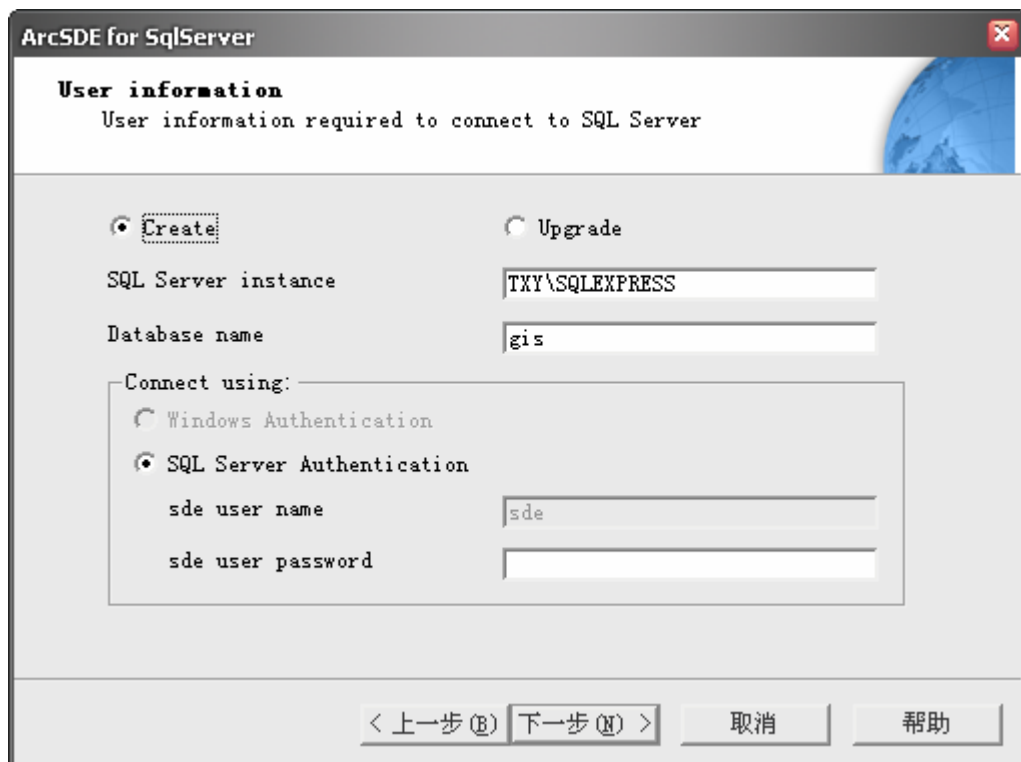 ArcSDE for SqlServer
User information
User information required to connect to SQL Server
Create
Upgrade
SQL Server instance
TXY\SQLEXPRESS
Database name
gis
Connect using:
Windows Authentication
SQL Server Authentication
sde user name
sde
sde user password
< 上一步(B)
下一步(N) >
取消
帮助